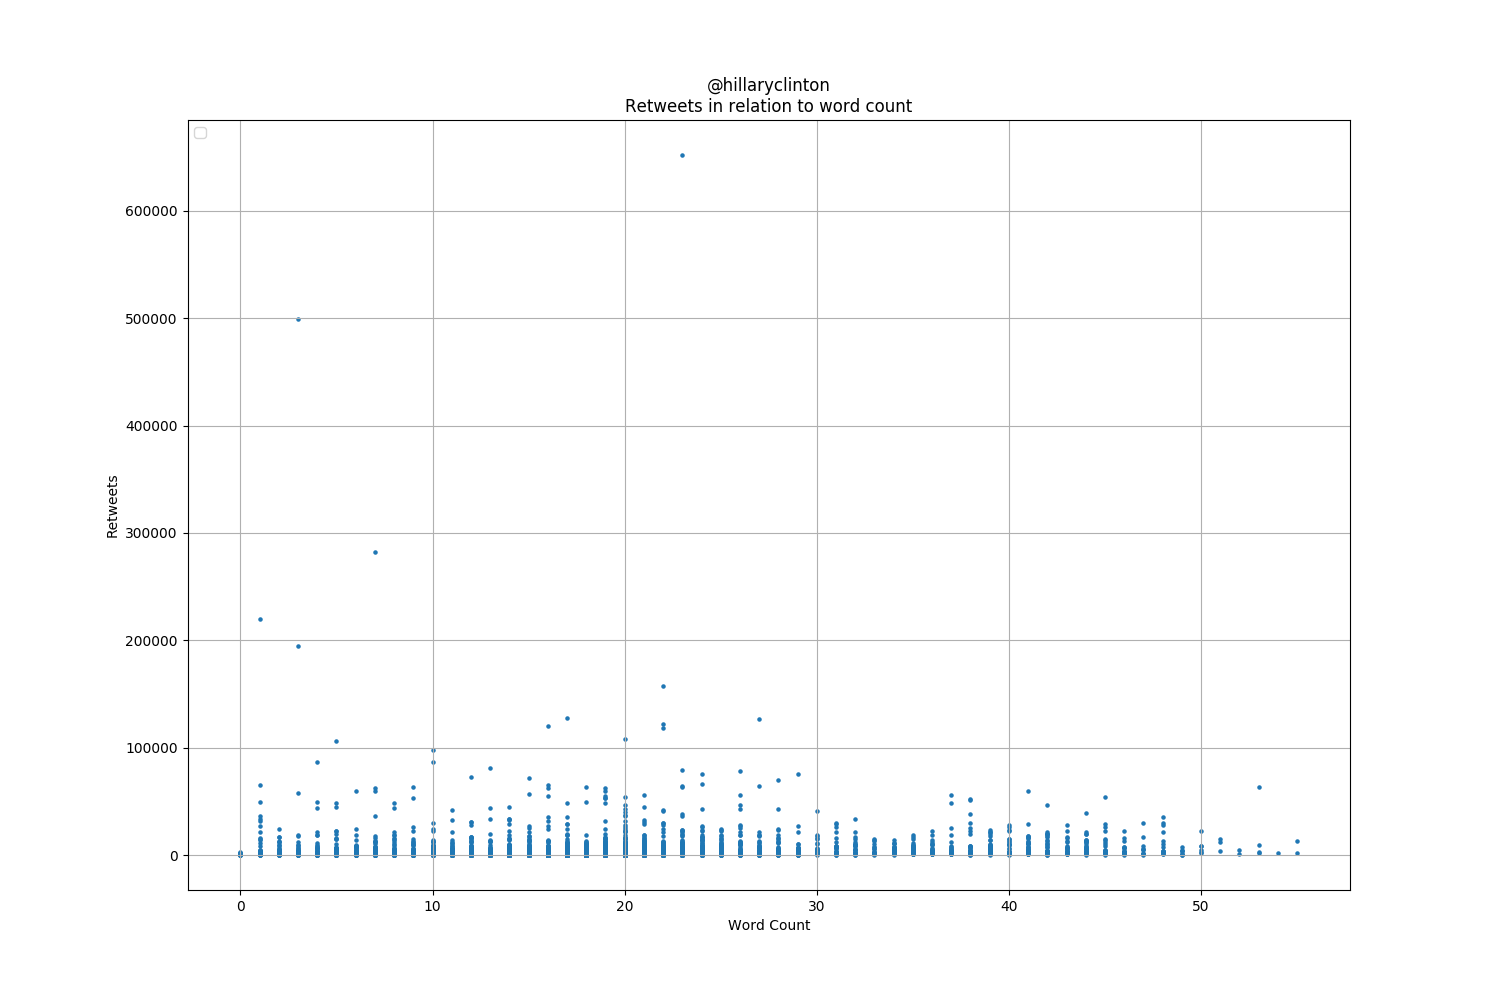 @hillaryclinton
Retweets in relation to word count
600000
500000
400000
300000
200000
100000
0
Retweets
0 10 20 30 40 50
Word Count